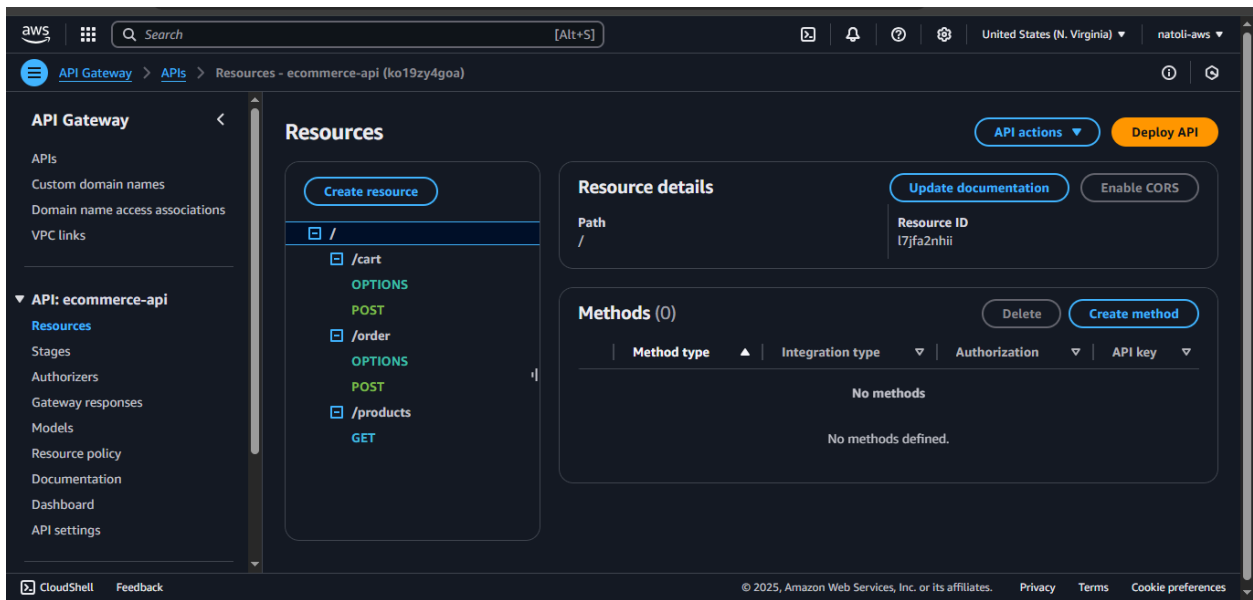 aws
Search [Alt+S]
United States (N. Virginia)
natoli-aws
API Gateway > APIs > Resources - ecommerce-api (ko19zy4goa)
API Gateway
APIs
Custom domain names
Domain name access associations
VPC links
API: ecommerce-api
Resources
Stages
Authorizers
Gateway responses
Models
Resource policy
Documentation
Dashboard
API settings
Resources
API actions
Deploy API
Create resource
/
/cart
OPTIONS
POST
/order
OPTIONS
POST
/products
GET
Resource details
Update documentation
Enable CORS
Path
/
Resource ID
l7jfa2nhii
Methods (0)
Delete
Create method
Method type
Integration type
Authorization
API key
No methods
No methods defined.
CloudShell
Feedback
© 2025, Amazon Web Services, Inc. or its affiliates.
Privacy
Terms
Cookie preferences